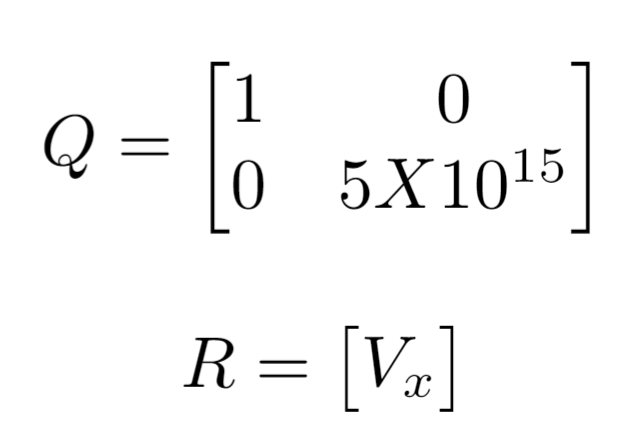 Q = [1 0
0 5X10^{15}]
R = [V_x]